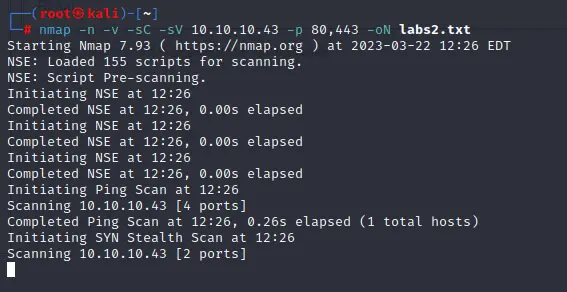 ┌──(root㉿kali)-[~]
└─# nmap -n -v -sC -sV 10.10.10.43 -p 80,443 -oN labs2.txt
Starting Nmap 7.93 ( https://nmap.org ) at 2023-03-22 12:26 EDT
NSE: Loaded 155 scripts for scanning.
NSE: Script Pre-scanning.
Initiating NSE at 12:26
Completed NSE at 12:26, 0.00s elapsed
Initiating NSE at 12:26
Completed NSE at 12:26, 0.00s elapsed
Initiating NSE at 12:26
Completed NSE at 12:26, 0.00s elapsed
Initiating Ping Scan at 12:26
Scanning 10.10.10.43 [4 ports]
Completed Ping Scan at 12:26, 0.26s elapsed (1 total hosts)
Initiating SYN Stealth Scan at 12:26
Scanning 10.10.10.43 [2 ports]